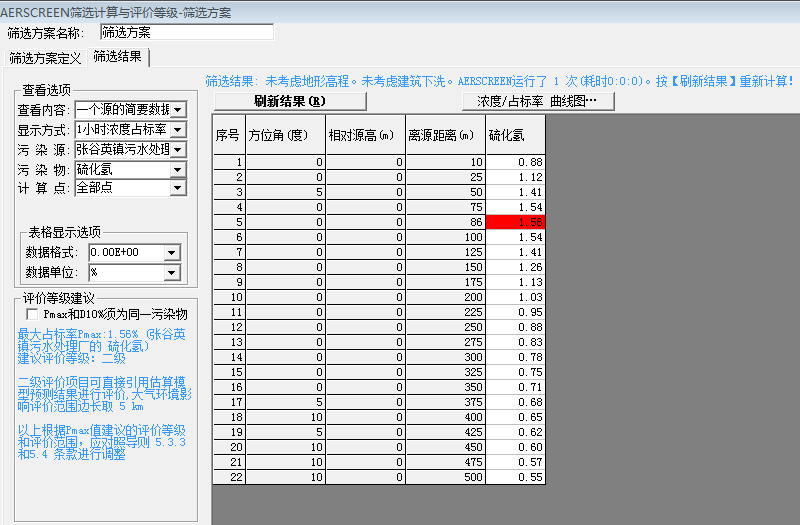 AERSCREEN筛选计算与评价等级-筛选方案
筛选方案名称: 筛选方案
筛选方案定义 筛选结果
筛选结果: 未考虑地形高程。未考虑建筑下洗。AERSCREEN运行了 1 次(耗时0:0:0)。按【刷新结果】重新计算!
刷新结果(R) 浓度/占标率 曲线图…
查看选项
查看内容: 一个源的简要数据
显示方式: 1小时浓度占标率
污 染 源: 张谷英镇污水处理
污 染 物: 硫化氢
计 算 点: 全部点
表格显示选项
数据格式: 0.00E+00
数据单位: %
评价等级建议
Pmax和D10%须为同一污染物
最大占标率Pmax:1.56% (张谷英
镇污水处理厂的 硫化氢)
建议评价等级: 二级
二级评价项目可直接引用估算模
型预测结果进行评价,大气环境影
响评价范围边长取 5 km
以上根据Pmax值建议的评价等级
和评价范围, 应对照导则 5.3.3
和5.4 条款进行调整
序号 方位角(度) 相对源高(m) 离源距离(m) 硫化氢
1 0 0 10 0.88
2 0 0 25 1.12
3 5 0 50 1.41
4 0 0 75 1.54
5 0 0 86 1.56
6 0 0 100 1.54
7 0 0 125 1.41
8 0 0 150 1.26
9 0 0 175 1.13
10 0 0 200 1.03
11 0 0 225 0.95
12 0 0 250 0.88
13 0 0 275 0.83
14 0 0 300 0.78
15 0 0 325 0.75
16 0 0 350 0.71
17 5 0 375 0.68
18 10 0 400 0.65
19 5 0 425 0.62
20 10 0 450 0.60
21 10 0 475 0.57
22 10 0 500 0.55